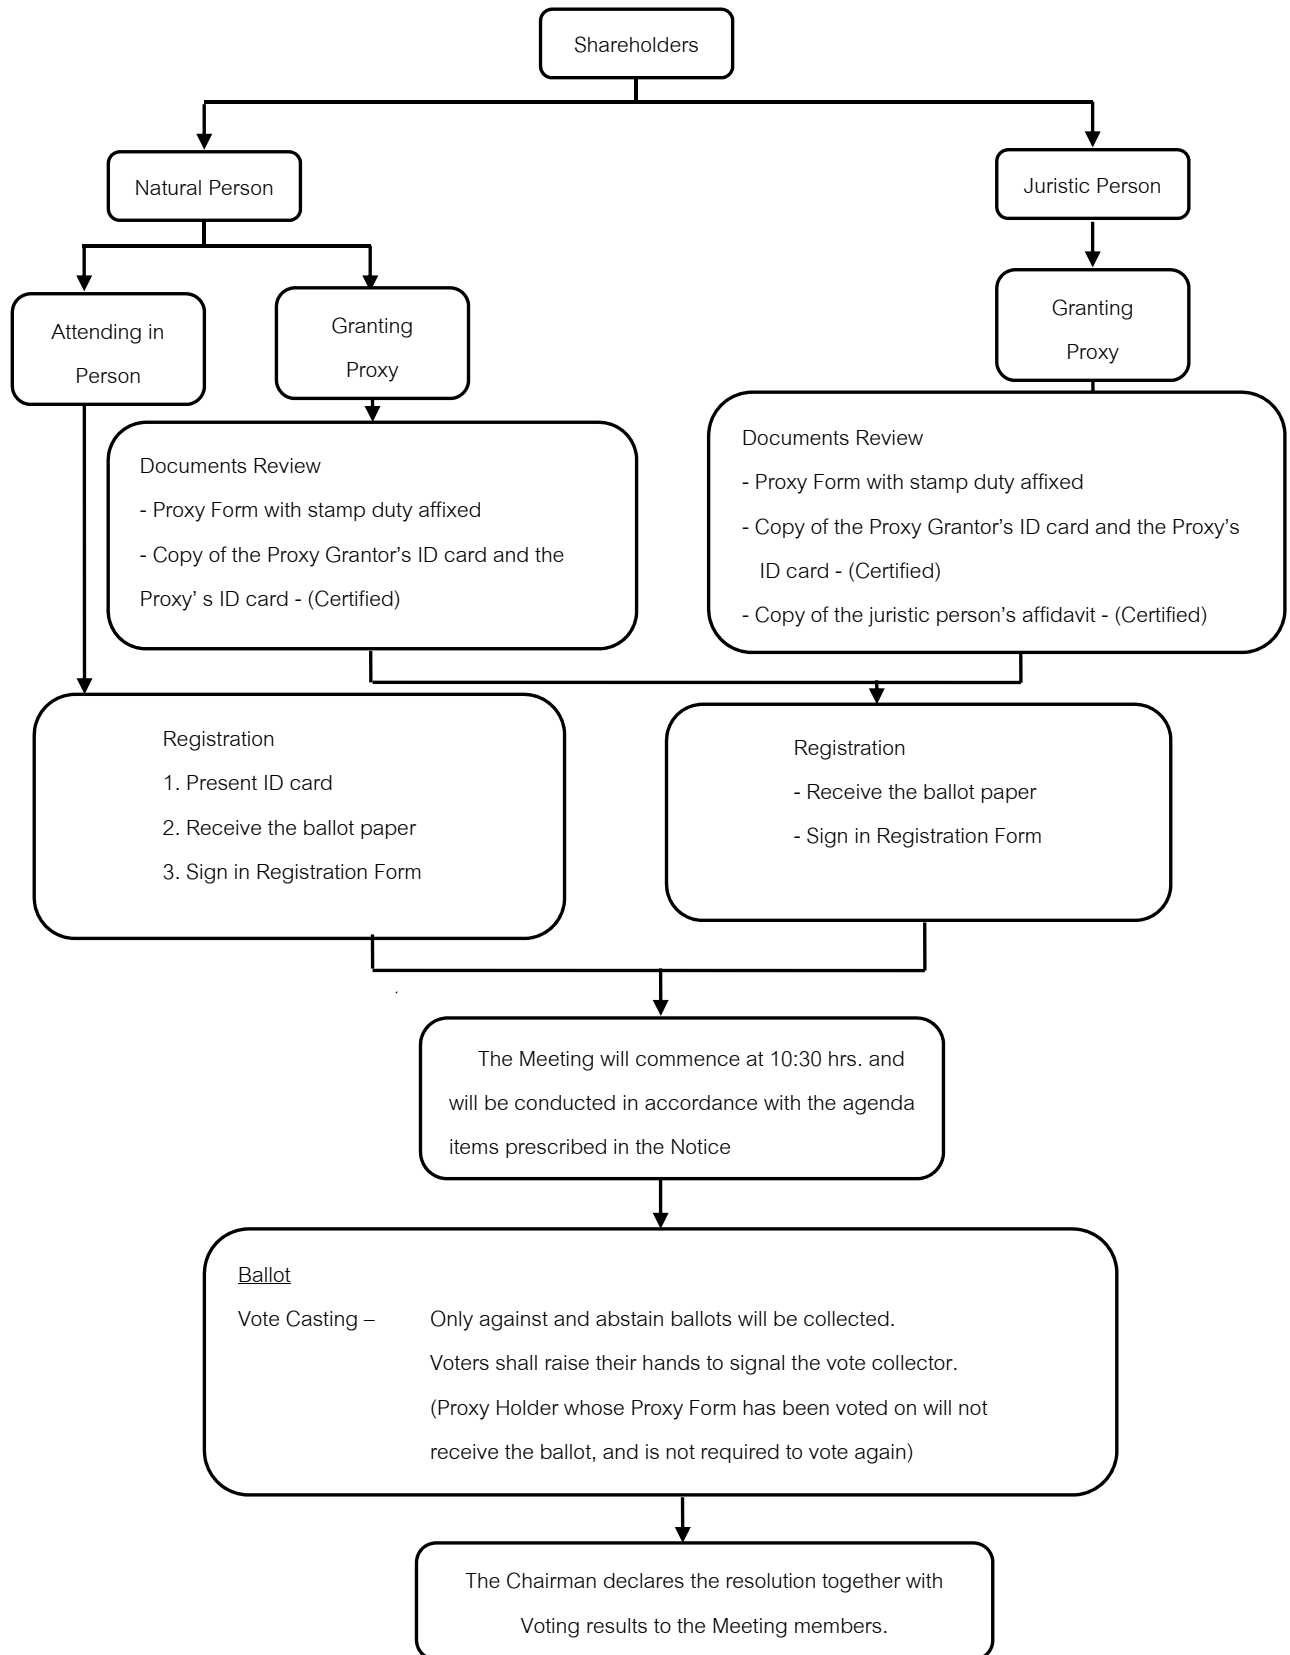 Shareholders
Natural Person
Juristic Person
Attending in
Person
Granting
Proxy
Granting
Proxy
Documents Review
- Proxy Form with stamp duty affixed
- Copy of the Proxy Grantor's ID card and the
Proxy' s ID card - (Certified)
Documents Review
- Proxy Form with stamp duty affixed
- Copy of the Proxy Grantor's ID card and the Proxy's
ID card - (Certified)
- Copy of the juristic person's affidavit - (Certified)
Registration
1. Present ID card
2. Receive the ballot paper
3. Sign in Registration Form
Registration
- Receive the ballot paper
- Sign in Registration Form
The Meeting will commence at 10:30 hrs. and
will be conducted in accordance with the agenda
items prescribed in the Notice
Ballot
Vote Casting – Only against and abstain ballots will be collected.
Voters shall raise their hands to signal the vote collector.
(Proxy Holder whose Proxy Form has been voted on will not
receive the ballot, and is not required to vote again)
The Chairman declares the resolution together with
Voting results to the Meeting members.